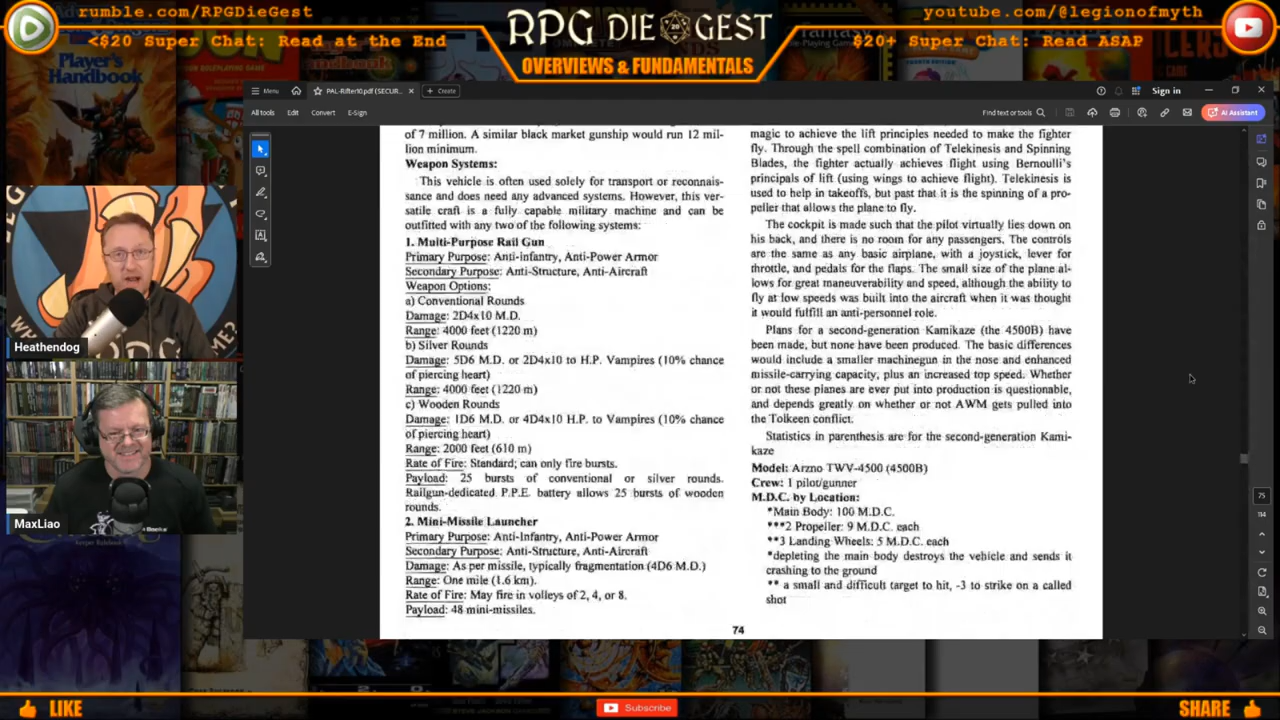 rumble.com/RPGDieGest
<$20 Super Chat: Read at the End
RPG DIE GEST
OVERVIEWS & FUNDAMENTALS
youtube.com/@legionofmyth
$20+ Super Chat: Read ASAP
Player's
Handbook
Menu
PAL-Rifter10.pdf (SECUR...
Create
Sign in
All tools
Edit
Convert
E-Sign
Find text or tools
AI Assistant
of 7 million. A similar black market gunship would run 12 mil-
lion minimum.
Weapon Systems:
This vehicle is often used solely for transport or reconnais-
sance and does need any advanced systems. However, this ver-
satile craft is a fully capable military machine and can be
outfitted with any two of the following systems:
1. Multi-Purpose Rail Gun
Primary Purpose: Anti-infantry, Anti-Power Armor
Secondary Purpose: Anti-Structure, Anti-Aircraft
Weapon Options:
a) Conventional Rounds
Damage: 2D4x10 M.D.
Range: 4000 feet (1220 m)
b) Silver Rounds
Damage: 5D6 M.D. or 2D4x10 to H.P. Vampires (10% chance
of piercing heart)
Range: 4000 feet (1220 m)
c) Wooden Rounds
Damage: 1D6 M.D. or 4D4x10 H.P. to Vampires (10% chance
of piercing heart)
Range: 2000 feet (610 m)
Rate of Fire: Standard; can only fire bursts.
Payload: 25 bursts of conventional or silver rounds.
Railgun-dedicated P.P.E. battery allows 25 bursts of wooden
rounds.
2. Mini-Missile Launcher
Primary Purpose: Anti-Infantry, Anti-Power Armor
Secondary Purpose: Anti-Structure, Anti-Aircraft
Damage: As per missile, typically fragmentation (4D6 M.D.)
Range: One mile (1.6 km).
Rate of Fire: May fire in volleys of 2, 4, or 8.
Payload: 48 mini-missiles.
magic to achieve the lift principles needed to make the fighter
fly. Through the spell combination of Telekinesis and Spinning
Blades, the fighter actually achieves flight using Bernoulli's
principals of lift (using wings to achieve flight). Telekinesis is
used to help in takeoffs, but past that it is the spinning of a pro-
peller that allows the plane to fly.
The cockpit is made such that the pilot virtually lies down on
his back, and there is no room for any passengers. The controls
are the same as any basic airplane, with a joystick, lever for
throttle, and pedals for the flaps. The small size of the plane al-
lows for great maneuverability and speed, although the ability to
fly at low speeds was built into the aircraft when it was thought
it would fulfill an anti-personnel role.
Plans for a second-generation Kamikaze (the 4500B) have
been made, but none have been produced. The basic differences
would include a smaller machinegun in the nose and enhanced
missile-carrying capacity, plus an increased top speed. Whether
or not these planes are ever put into production is questionable,
and depends greatly on whether or not AWM gets pulled into
the Tolkeen conflict.
Statistics in parenthesis are for the second-generation Kami-
kaze
Model: Arzno TWV-4500 (4500B)
Crew: 1 pilot/gunner
M.D.C. by Location:
*Main Body: 100 M.D.C.
***2 Propeller: 9 M.D.C. each
**3 Landing Wheels: 5 M.D.C. each
*depleting the main body destroys the vehicle and sends it
crashing to the ground
** a small and difficult target to hit, -3 to strike on a called
shot
74
75
114
Heathendog
MaxLiao
LIKE
Subscribe
SHARE